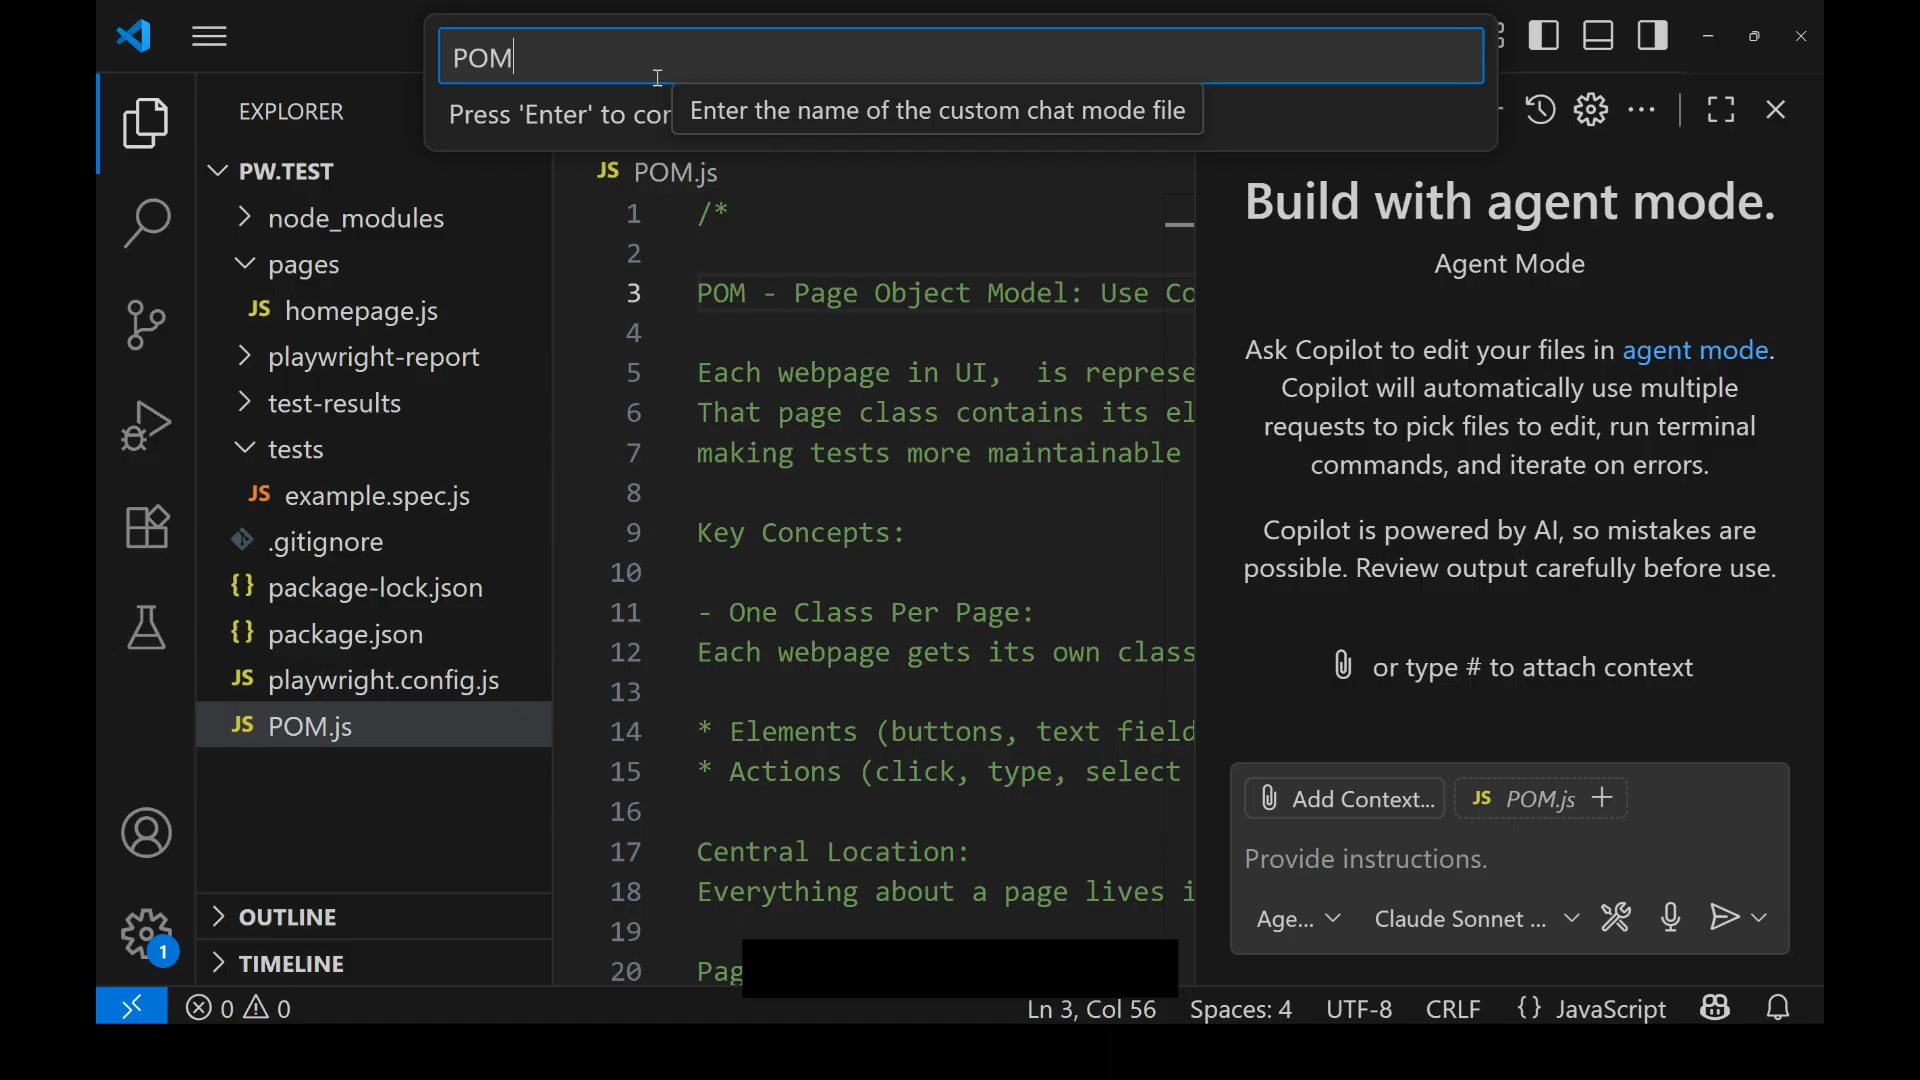 POM
Press 'Enter' to cor
Enter the name of the custom chat mode file
EXPLORER
PW.TEST
node_modules
pages
JS homepage.js
playwright-report
test-results
tests
JS example.spec.js
.gitignore
{} package-lock.json
{} package.json
JS playwright.config.js
JS POM.js
OUTLINE
TIMELINE
1
JS POM.js
1 /*
2
3 POM - Page Object Model: Use Co
4
5 Each webpage in UI,  is represe
6 That page class contains its el
7 making tests more maintainable
8
9 Key Concepts:
10
11 - One Class Per Page:
12 Each webpage gets its own class
13
14 * Elements (buttons, text field
15 * Actions (click, type, select
16
17 Central Location:
18 Everything about a page lives i
19
20 Pag
Build with agent mode.
Agent Mode
Ask Copilot to edit your files in agent mode.
Copilot will automatically use multiple
requests to pick files to edit, run terminal
commands, and iterate on errors.
Copilot is powered by AI, so mistakes are
possible. Review output carefully before use.
or type # to attach context
Add Context... JS POM.js +
Provide instructions.
Age... Claude Sonnet ...
0 0 Ln 3, Col 56 Spaces: 4 UTF-8 CRLF {} JavaScript